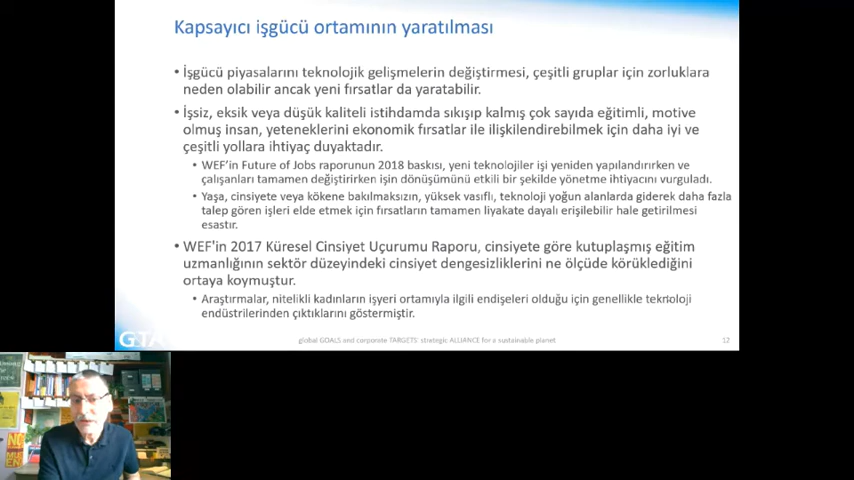 Kapsayıcı işgücü ortamının yaratılması
• İşgücü piyasalarını teknolojik gelişmelerin değiştirmesi, çeşitli gruplar için zorluklara
neden olabilir ancak yeni fırsatlar da yaratabilir.
• İşsiz, eksik veya düşük kaliteli istihdamda sıkışıp kalmış çok sayıda eğitimli, motive
olmuş insan, yeteneklerini ekonomik fırsatlar ile ilişkilendirebilmek için daha iyi ve
çeşitli yollara ihtiyaç duyaktadır.
• WEF'in Future of Jobs raporunun 2018 baskısı, yeni teknolojiler işi yeniden yapılandırırken ve
çalışanları tamamen değiştirirken işin dönüşümünü etkili bir şekilde yönetme ihtiyacını vurguladı.
• Yaşa, cinsiyete veya kökene bakılmaksızın, yüksek vasıflı, teknoloji yoğun alanlarda giderek daha fazla
talep gören işleri elde etmek için fırsatların tamamen liyakate dayalı erişilebilir hale getirilmesi
esastır.
• WEF'in 2017 Küresel Cinsiyet Uçurumu Raporu, cinsiyete göre kutuplaşmış eğitim
uzmanlığının sektör düzeyindeki cinsiyet dengesizliklerini ne ölçüde körüklediğini
ortaya koymuştur.
• Araştırmalar, nitelikli kadınların işyeri ortamıyla ilgili endişeleri olduğu için genellikle teknoloji
endüstrilerinden çıktıklarını göstermiştir.
GTA
global GOALS and corporate TARGETS: strategic ALLIANCE for a sustainable planet
12